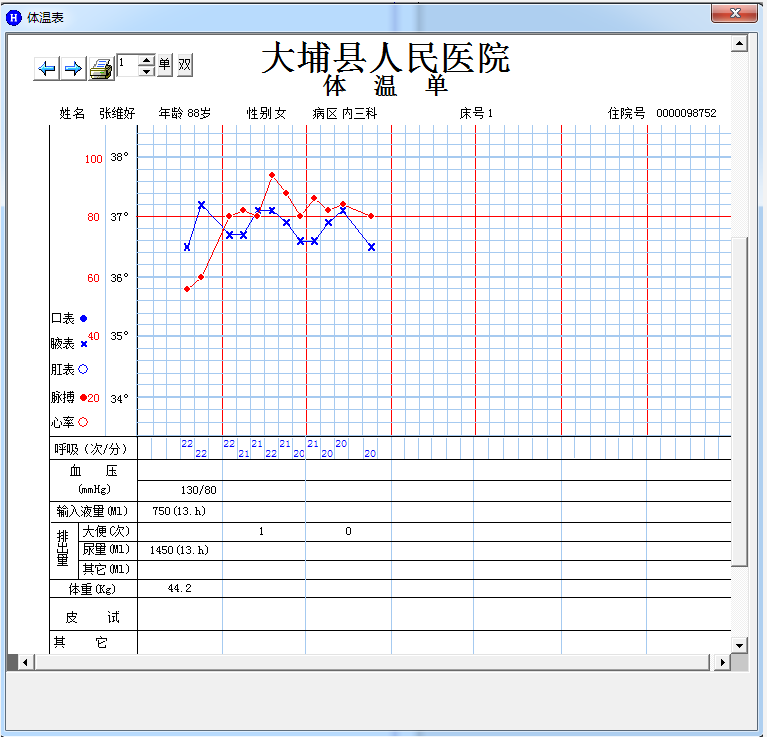 体温表
1 单 双
大埔县人民医院
体 温 单
姓名 张维好 年龄 88岁 性别 女 病区 内三科 床号 1 住院号 0000098752
100 38°
80 37°
60 36°
口表
40 35°
腋表
肛表
脉搏 20 34°
心率
呼吸(次/分) 22 22 22 21 21 22 21 20 21 20 20 20
血 压
(mmHg) 130/80
输入液量(Ml) 750(13.h)
排出量
大便(次) 1 0
尿量(Ml) 1450(13.h)
其它(Ml)
体重(Kg) 44.2
皮 试
其 它